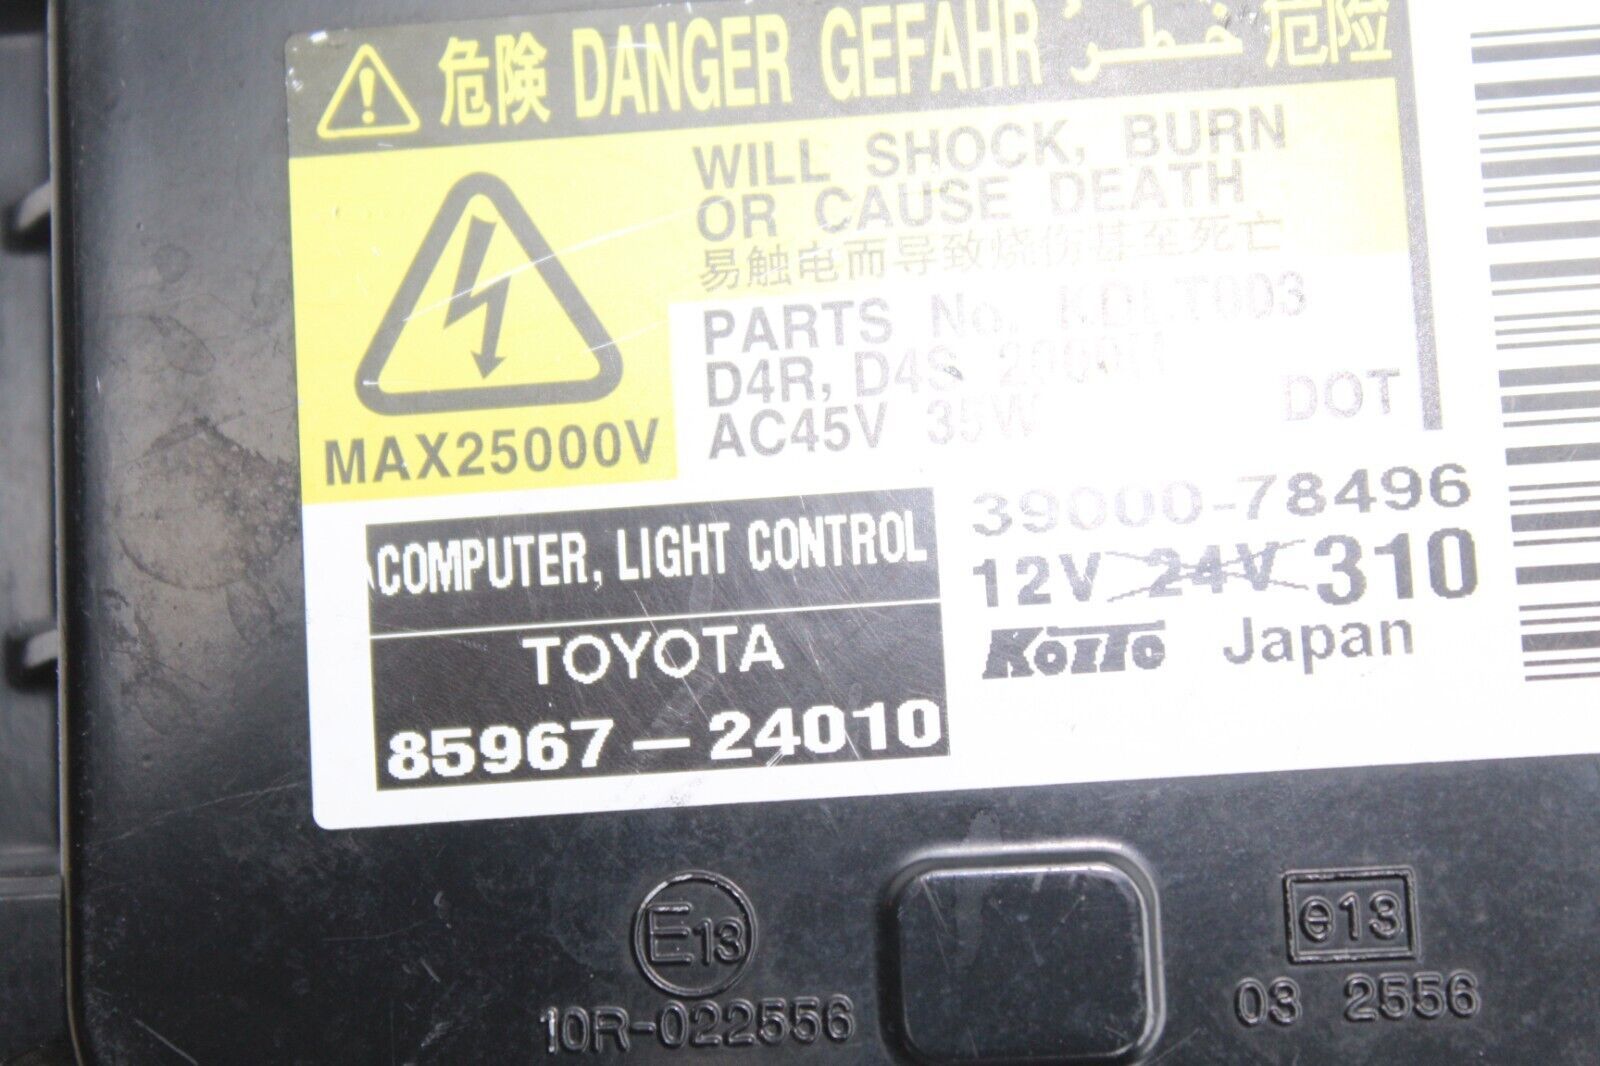 危険 DANGER GEFAHR خطر 危险
WILL SHOCK, BURN
OR CAUSE DEATH
易触电而导致烧伤甚至死亡
MAX25000V
PARTS No. KDLT003
D4R, D4S
AC45V 35W
DOT
COMPUTER, LIGHT CONTROL
TOYOTA
85967-24010
39000-78496
12V 24V 310
KOITO Japan
E13
10R-022556
e13
03 2556